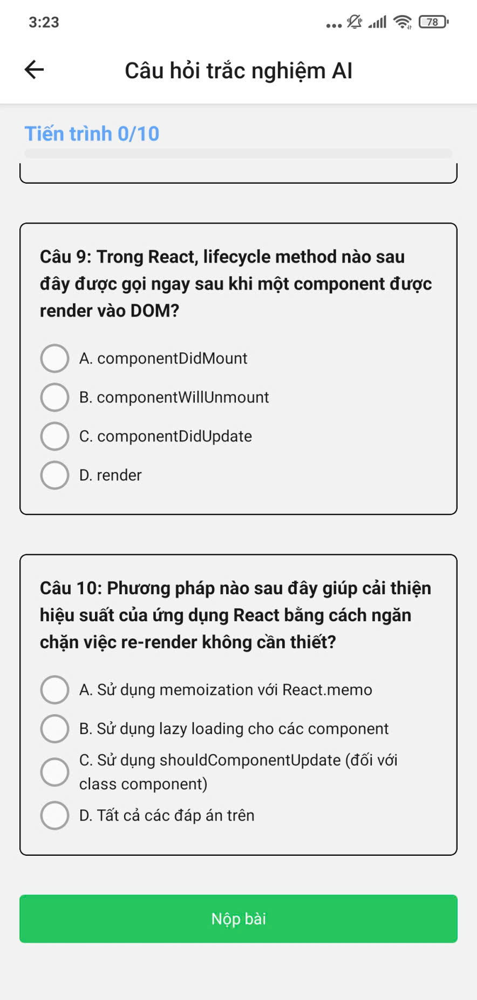 3:23
78
Câu hỏi trắc nghiệm AI
Tiến trình 0/10
Câu 9: Trong React, lifecycle method nào sau
đây được gọi ngay sau khi một component được
render vào DOM?
A. componentDidMount
B. componentWillUnmount
C. componentDidUpdate
D. render
Câu 10: Phương pháp nào sau đây giúp cải thiện
hiệu suất của ứng dụng React bằng cách ngăn
chặn việc re-render không cần thiết?
A. Sử dụng memoization với React.memo
B. Sử dụng lazy loading cho các component
C. Sử dụng shouldComponentUpdate (đối với
class component)
D. Tất cả các đáp án trên
Nộp bài